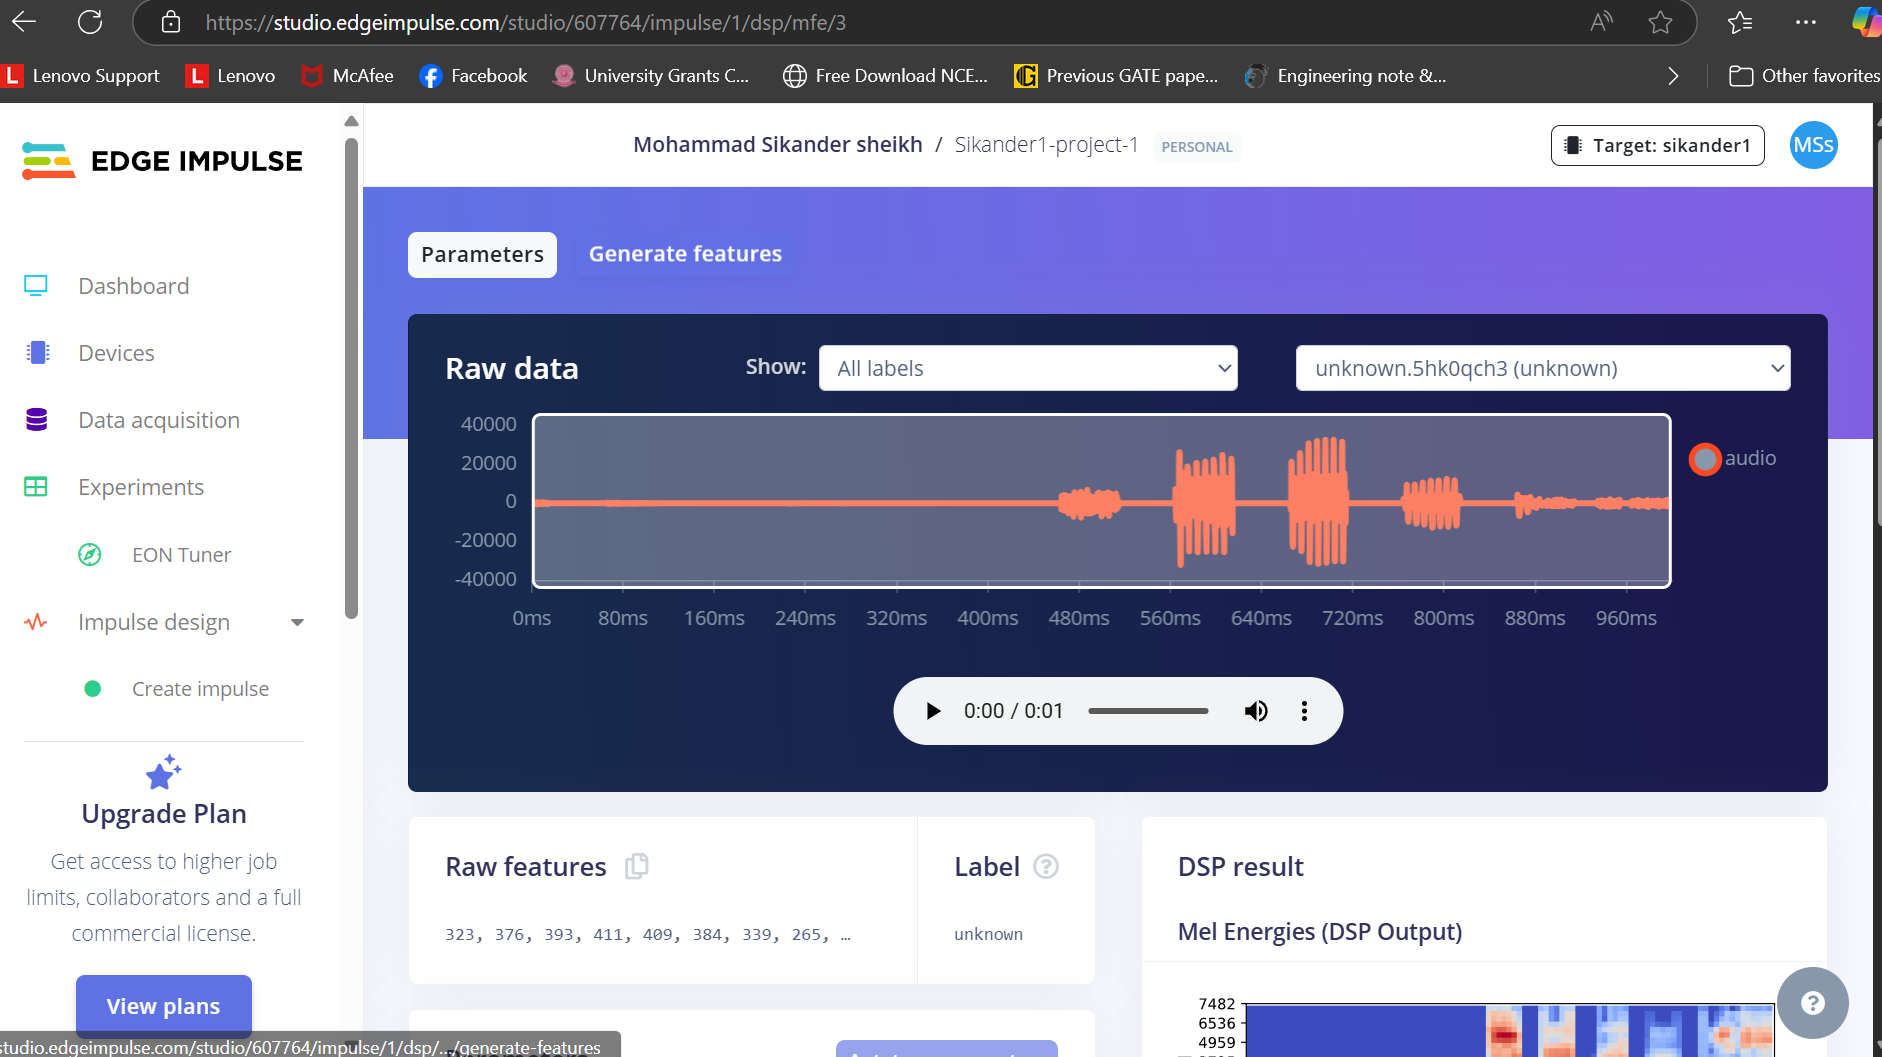 https://studio.edgeimpulse.com/studio/607764/impulse/1/dsp/mfe/3
Lenovo Support
Lenovo
McAfee
Facebook
University Grants C...
Free Download NCE...
Previous GATE pape...
Engineering note &...
Other favorites
EDGE IMPULSE
Mohammad Sikander sheikh / Sikander1-project-1 PERSONAL
Target: sikander1
MSs
Dashboard
Devices
Data acquisition
Experiments
EON Tuner
Impulse design
Create impulse
Upgrade Plan
Get access to higher job
limits, collaborators and a full
commercial license.
View plans
Parameters
Generate features
Raw data
Show: All labels
unknown.5hk0qch3 (unknown)
40000
20000
0
-20000
-40000
0ms 80ms 160ms 240ms 320ms 400ms 480ms 560ms 640ms 720ms 800ms 880ms 960ms
audio
0:00 / 0:01
Raw features
323, 376, 393, 411, 409, 384, 339, 265, …
Label
unknown
DSP result
Mel Energies (DSP Output)
7482
6536
4959
studio.edgeimpulse.com/studio/607764/impulse/1/dsp/.../generate-features